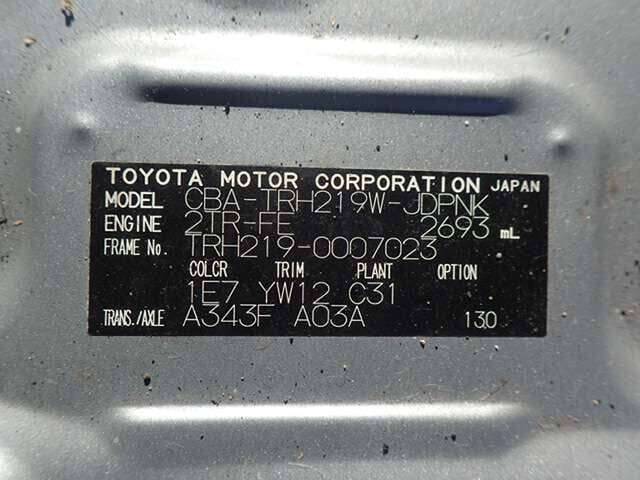 TOYOTA MOTOR CORPORATION JAPAN
MODEL CBA-TRH219W-JDPNK
ENGINE 2TR-FE 2693 mL
FRAME No. TRH219-0007023
COLOR TRIM PLANT OPTION
1E7 YW12 C31
TRANS./AXLE A343F A03A 130